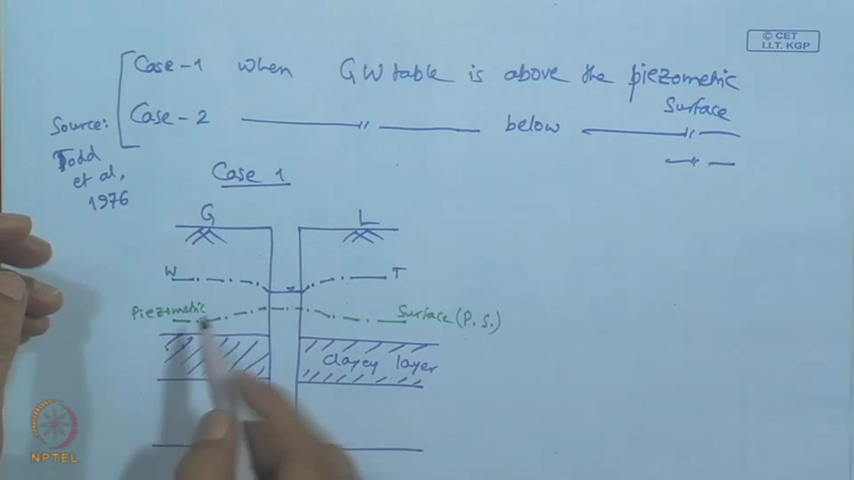 © CET
I.I.T. KGP
Case-1 when GW table is above the piezometric
Surface
Case - 2 —〃— below —〃—
—〃—
Source:
Todd
et al,
1976
Case 1
G L
W T
Piezometric Surface (P.S.)
clayey layer
NPTEL